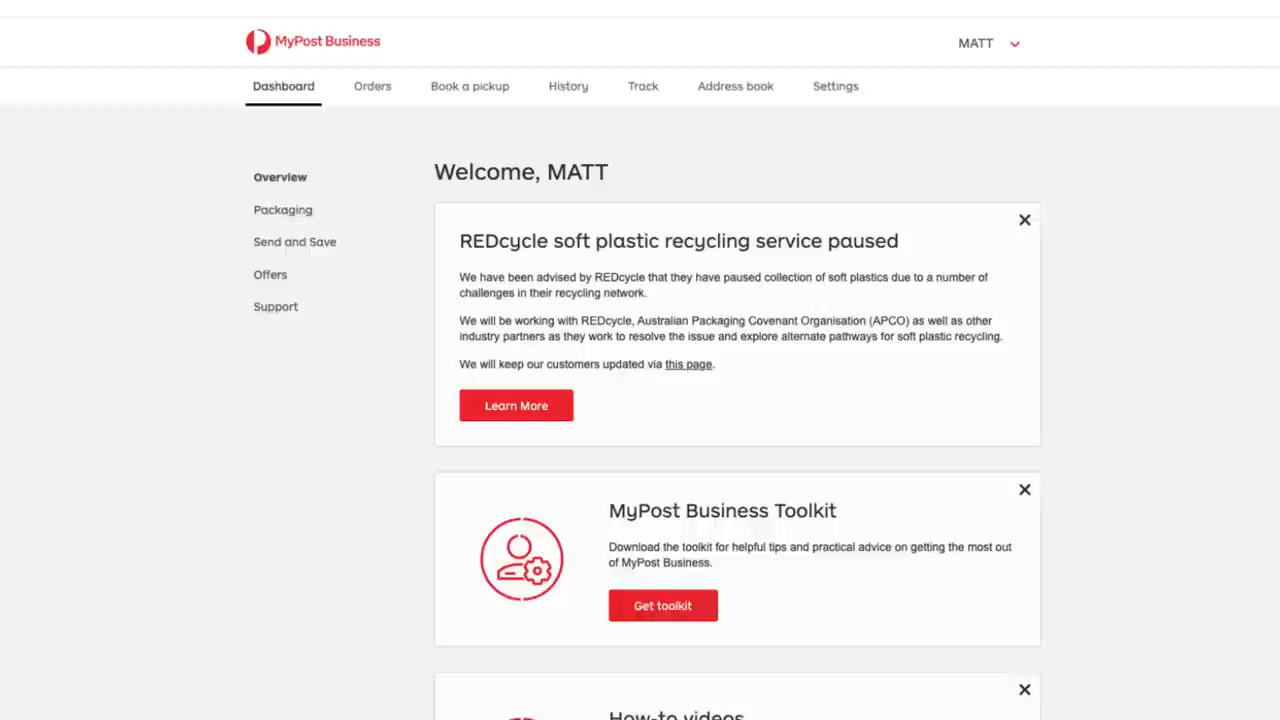 MyPost Business
MATT
Dashboard
Orders
Book a pickup
History
Track
Address book
Settings
Overview
Packaging
Send and Save
Offers
Support
Welcome, MATT
REDcycle soft plastic recycling service paused
We have been advised by REDcycle that they have paused collection of soft plastics due to a number of
challenges in their recycling network.
We will be working with REDcycle, Australian Packaging Covenant Organisation (APCO) as well as other
industry partners as they work to resolve the issue and explore alternate pathways for soft plastic recycling.
We will keep our customers updated via this page.
Learn More
MyPost Business Toolkit
Download the toolkit for helpful tips and practical advice on getting the most out
of MyPost Business.
Get toolkit
How-to videos